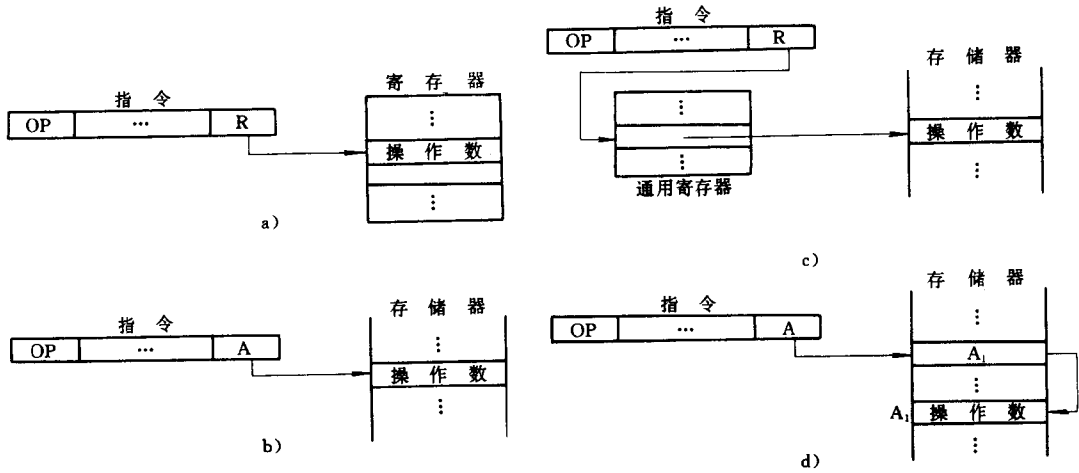 指 令
OP ··· R
寄 存 器
⋮
操 作 数
⋮
a)
指 令
OP ··· A
存 储 器
⋮
操 作 数
⋮
b)
指 令
OP ··· R
⋮
⋮
通用寄存器
存 储 器
⋮
操 作 数
⋮
c)
指 令
OP ··· A
存 储 器
⋮
A₁
⋮
A₁ 操 作 数
⋮
d)